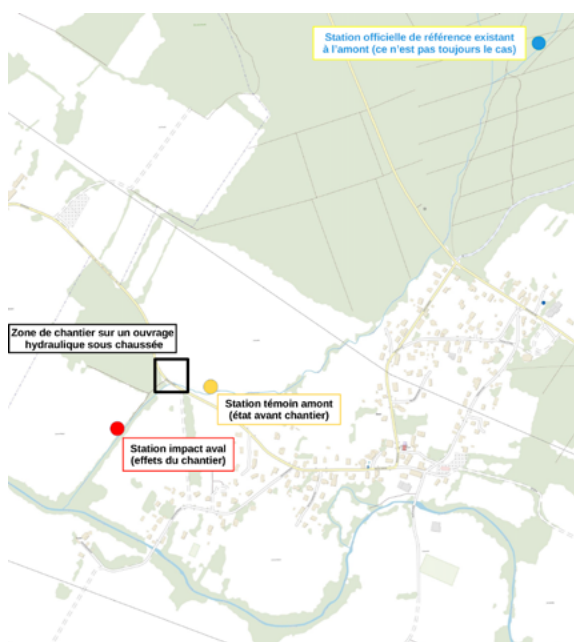 Station officielle de référence existant
à l'amont (ce n'est pas toujours le cas)
Zone de chantier sur un ouvrage
hydraulique sous chaussée
Station témoin amont
(état avant chantier)
Station impact aval
(effets du chantier)